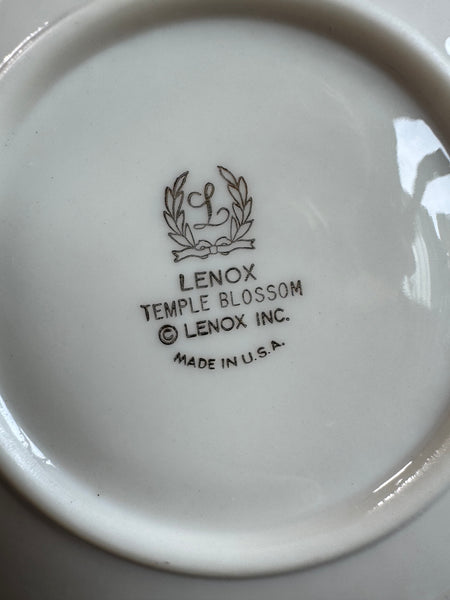 L
LENOX
TEMPLE BLOSSOM
© LENOX INC.
MADE IN U.S.A.